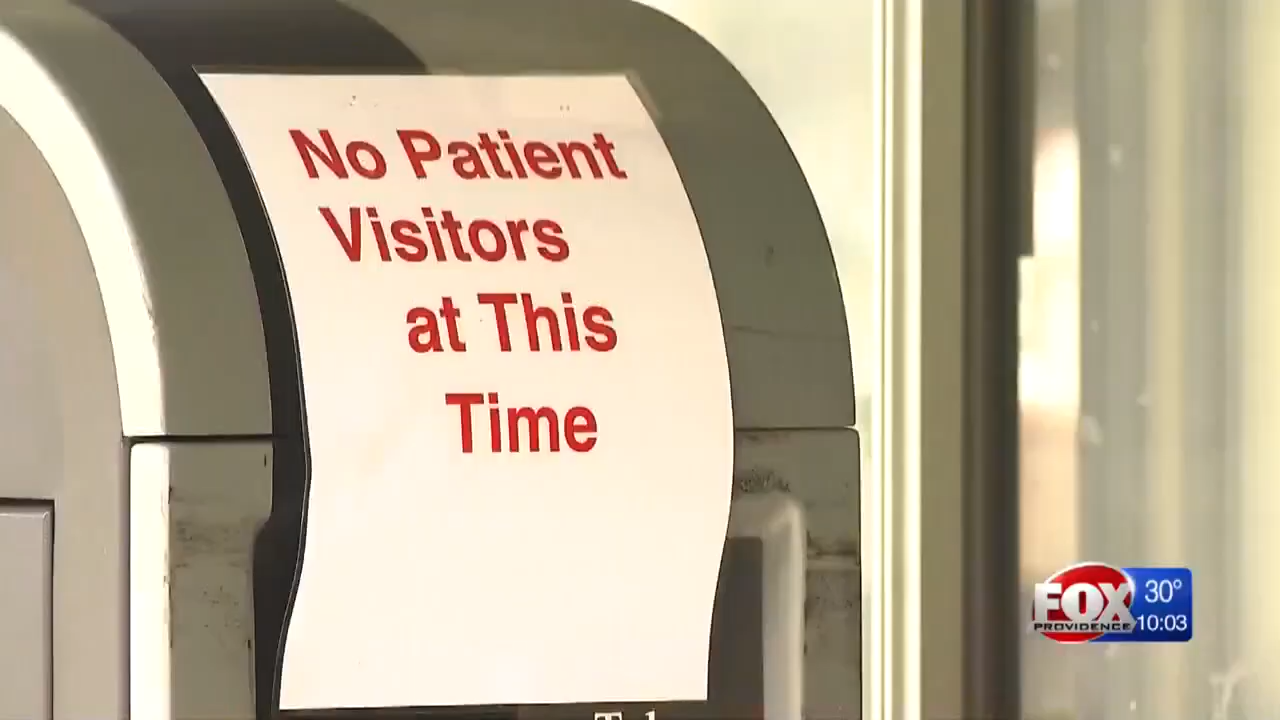 No Patient
Visitors
at This
Time
FOX
PROVIDENCE
30°
10:03